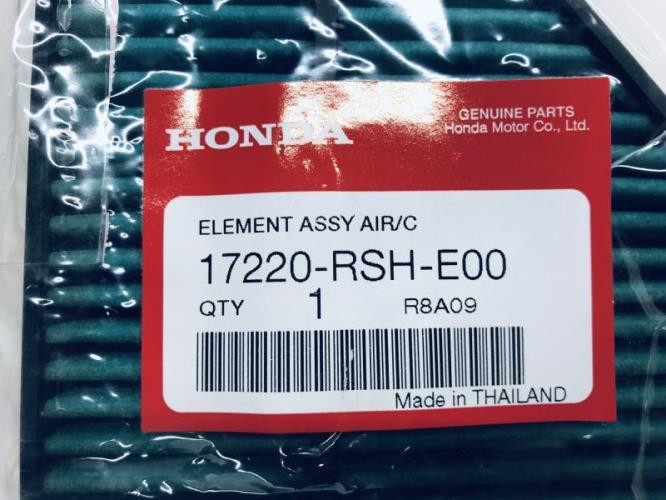 HONDA
GENUINE PARTS
Honda Motor Co., Ltd.
ELEMENT ASSY AIR/C
17220-RSH-E00
QTY 1 R8A09
Made in THAILAND